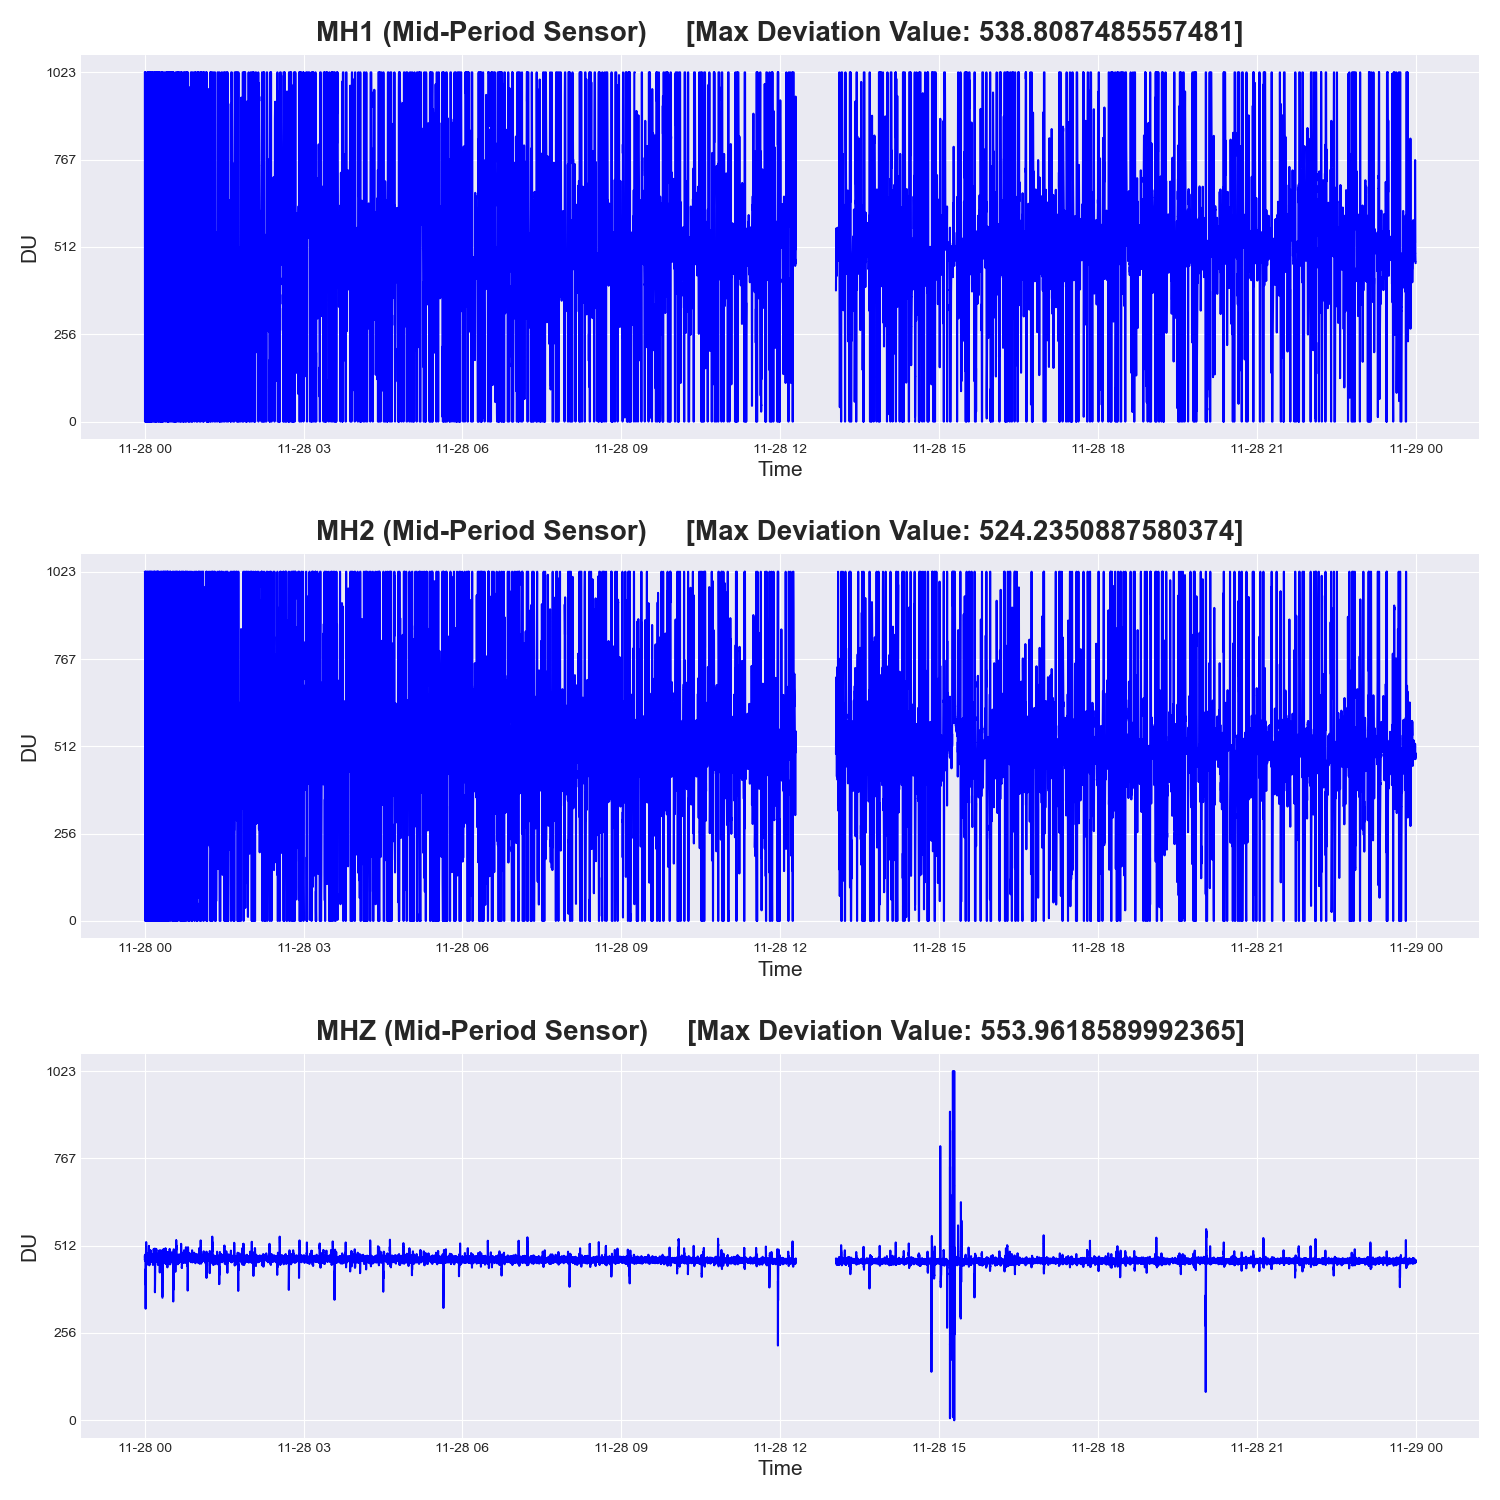 MH1 (Mid-Period Sensor) [Max Deviation Value: 538.8087485557481]
1023
767
512
256
0
DU
11-28 00 11-28 03 11-28 06 11-28 09 11-28 12 11-28 15 11-28 18 11-28 21 11-29 00
Time
MH2 (Mid-Period Sensor) [Max Deviation Value: 524.2350887580374]
1023
767
512
256
0
DU
11-28 00 11-28 03 11-28 06 11-28 09 11-28 12 11-28 15 11-28 18 11-28 21 11-29 00
Time
MHZ (Mid-Period Sensor) [Max Deviation Value: 553.9618589992365]
1023
767
512
256
0
DU
11-28 00 11-28 03 11-28 06 11-28 09 11-28 12 11-28 15 11-28 18 11-28 21 11-29 00
Time